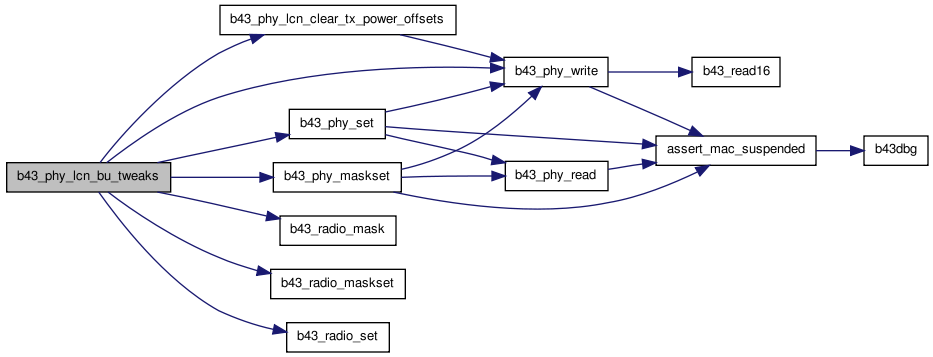 b43_phy_lcn_bu_tweaks
b43_phy_lcn_clear_tx_power_offsets
b43_phy_write
b43_phy_set
b43_phy_maskset
b43_radio_mask
b43_radio_maskset
b43_radio_set
b43_read16
assert_mac_suspended
b43_phy_read
b43dbg